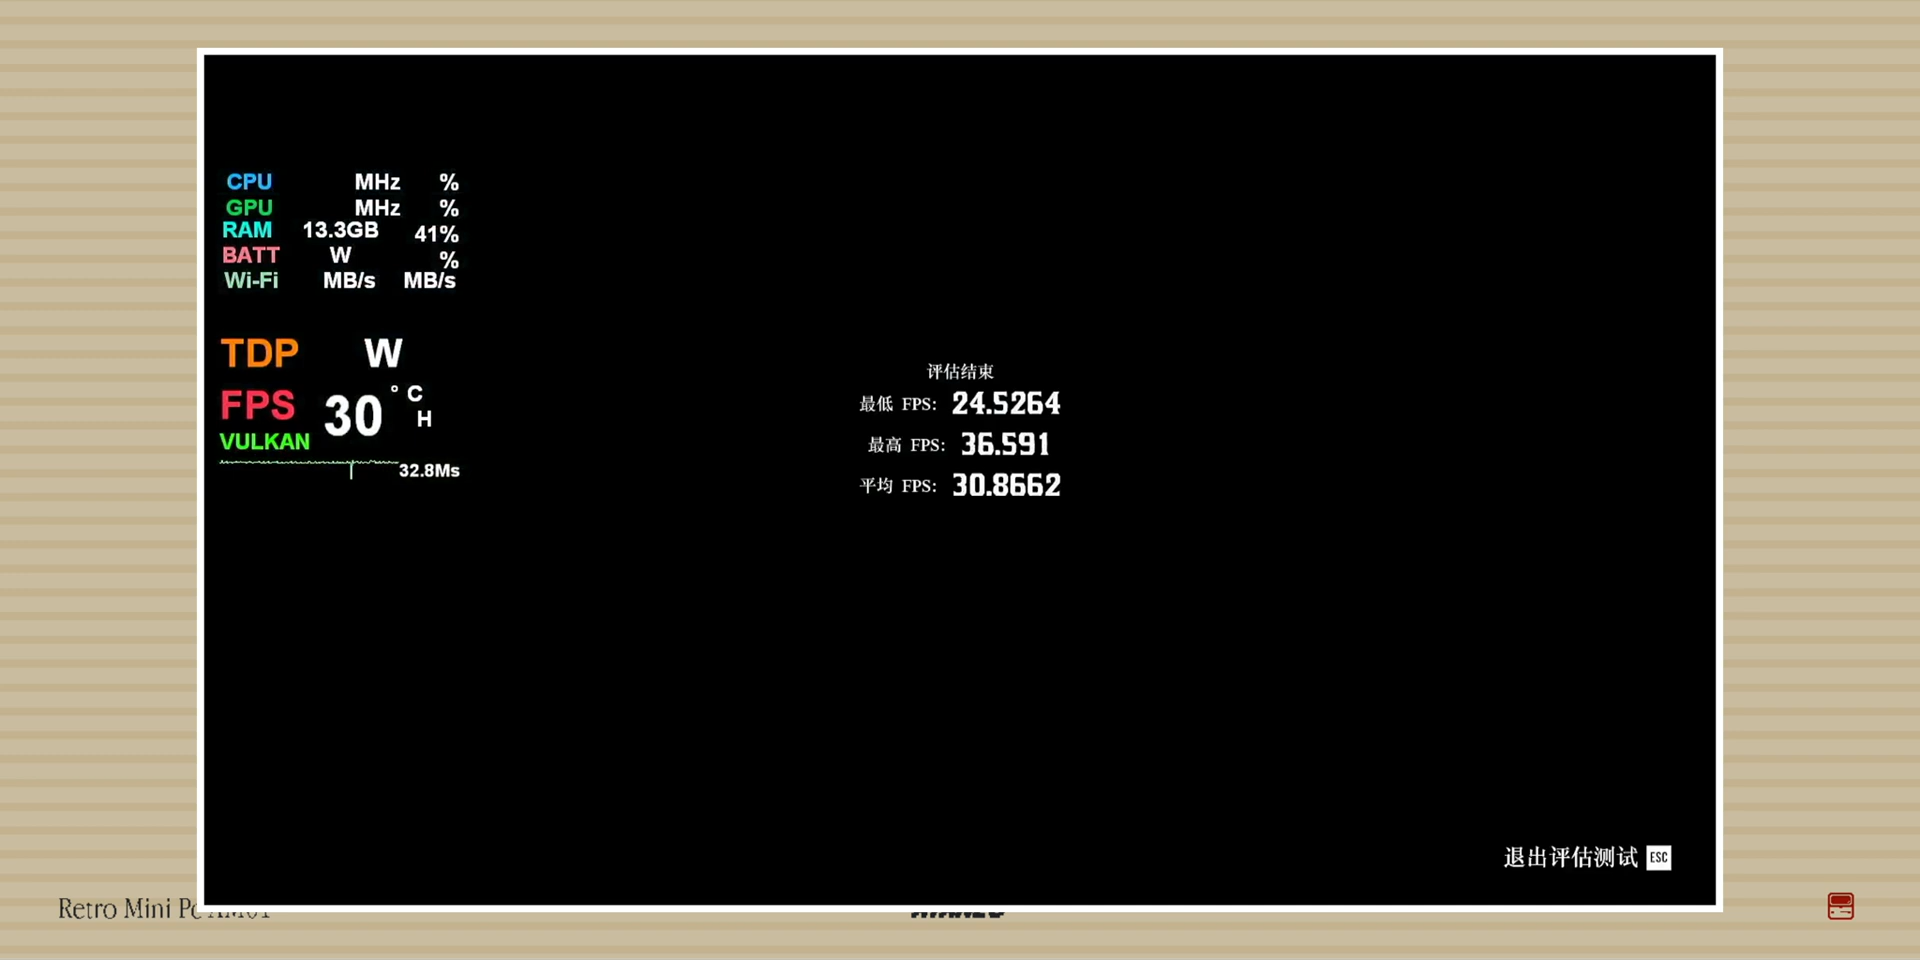 CPU MHz %
GPU MHz %
RAM 13.3GB 41%
BATT W %
Wi-Fi MB/s MB/s
TDP W
FPS 30 °C
H
VULKAN
32.8Ms
评估结束
最低 FPS: 24.5264
最高 FPS: 36.591
平均 FPS: 30.8662
退出评估测试 ESC
Retro Mini